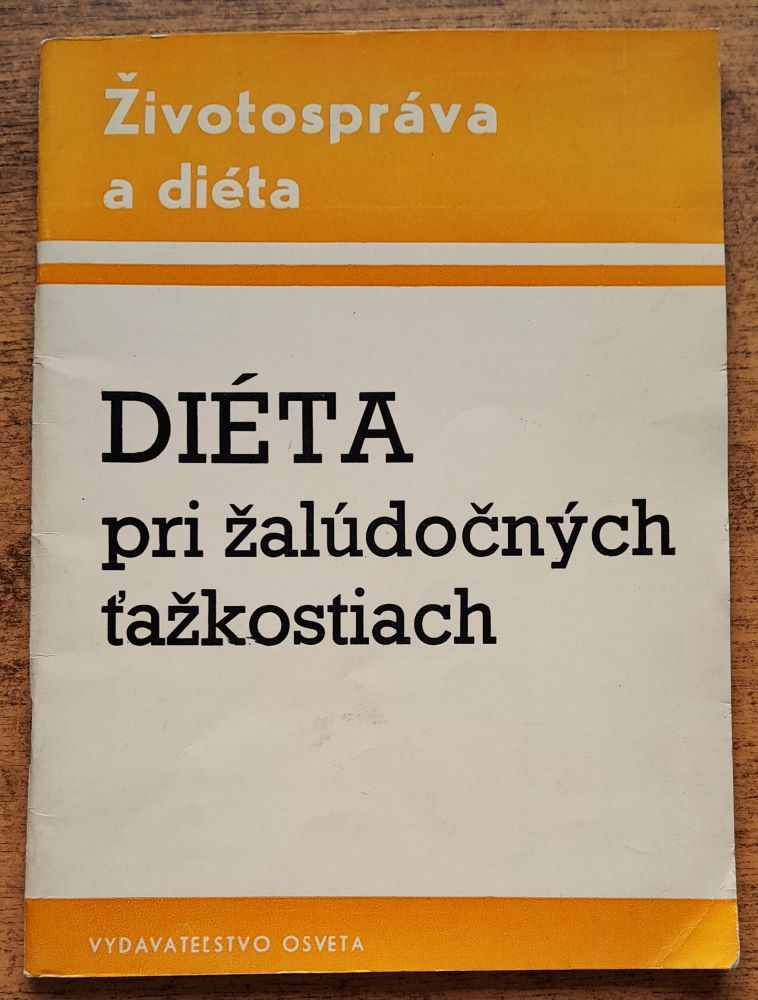 Životospráva
a diéta
DIÉTA
pri žalúdočných
ťažkostiach
VYDAVATEĽSTVO OSVETA